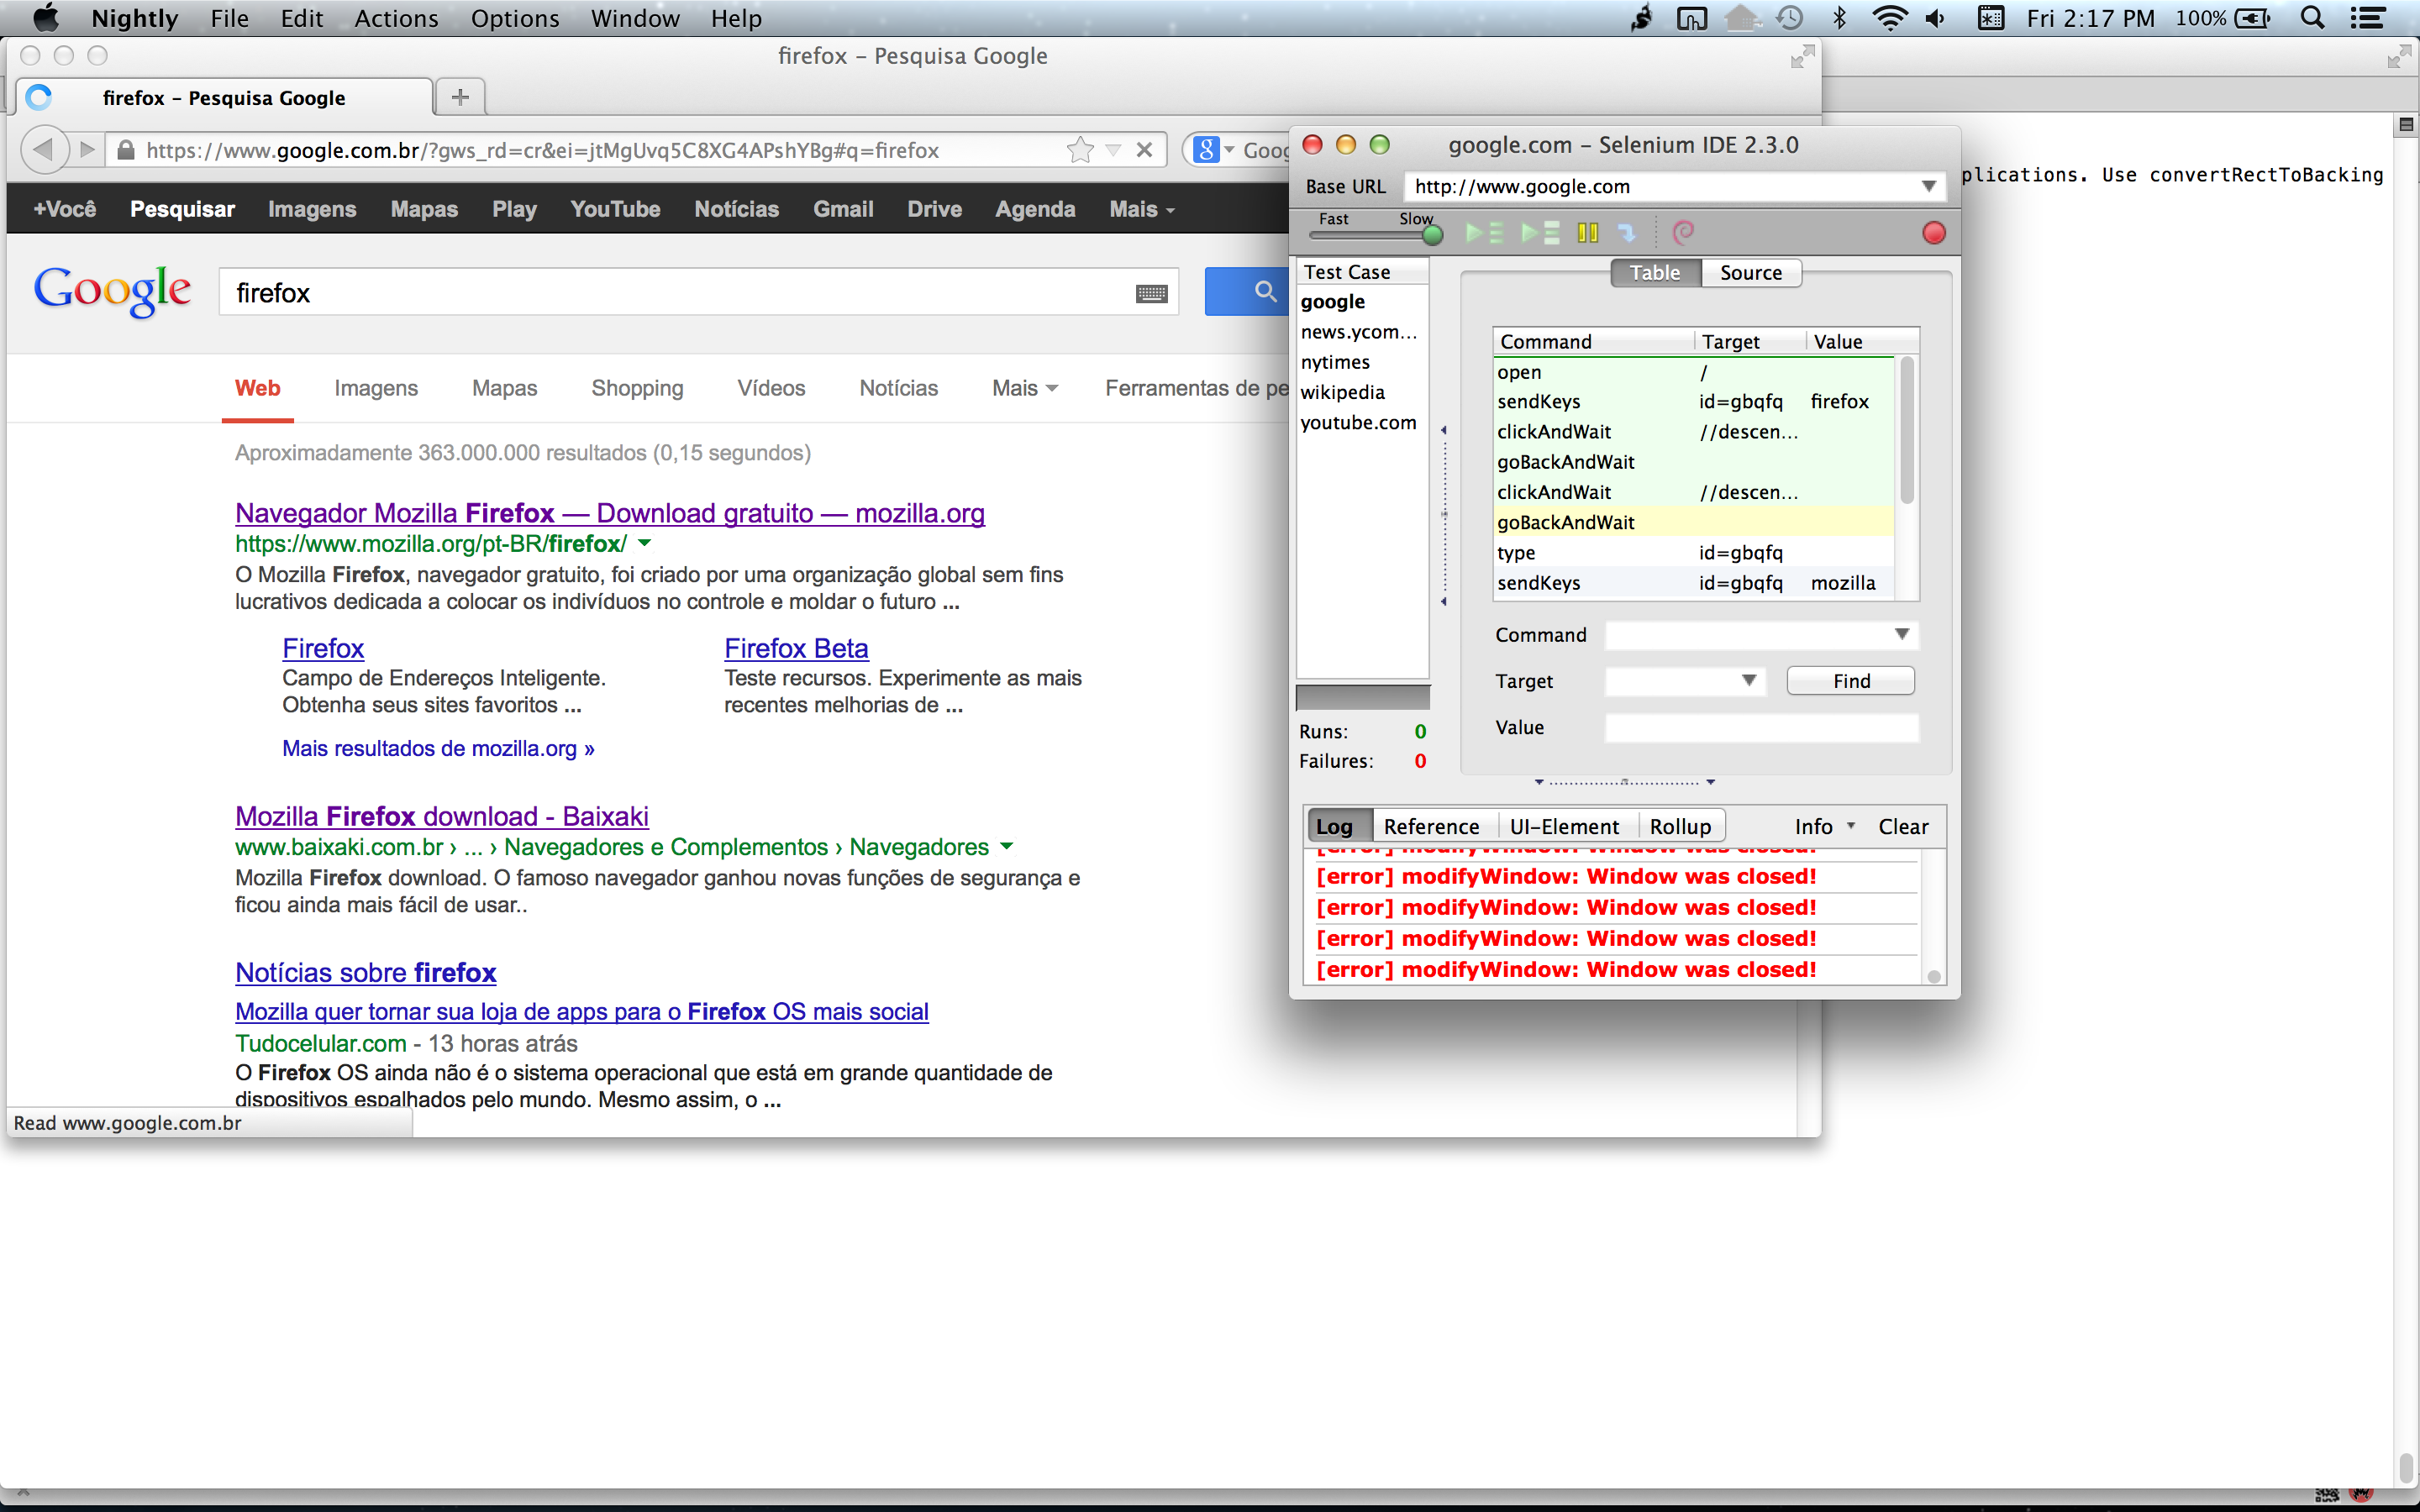 Nightly File Edit Actions Options Window Help
Fri 2:17 PM 100%
firefox – Pesquisa Google
firefox – Pesquisa Google
https://www.google.com.br/?gws_rd=cr&ei=jtMgUvq5C8XG4APshYBg#q=firefox
+Você Pesquisar Imagens Mapas Play YouTube Notícias Gmail Drive Agenda Mais
Google
firefox
Web Imagens Mapas Shopping Vídeos Notícias Mais Ferramentas de pe
Aproximadamente 363.000.000 resultados (0,15 segundos)
Navegador Mozilla Firefox — Download gratuito — mozilla.org
https://www.mozilla.org/pt-BR/firefox/
O Mozilla Firefox, navegador gratuito, foi criado por uma organização global sem fins
lucrativos dedicada a colocar os indivíduos no controle e moldar o futuro ...
Firefox
Campo de Endereços Inteligente.
Obtenha seus sites favoritos ...
Firefox Beta
Teste recursos. Experimente as mais
recentes melhorias de ...
Mais resultados de mozilla.org »
Mozilla Firefox download - Baixaki
www.baixaki.com.br › ... › Navegadores e Complementos › Navegadores
Mozilla Firefox download. O famoso navegador ganhou novas funções de segurança e
ficou ainda mais fácil de usar..
Notícias sobre firefox
Mozilla quer tornar sua loja de apps para o Firefox OS mais social
Tudocelular.com - 13 horas atrás
O Firefox OS ainda não é o sistema operacional que está em grande quantidade de
dispositivos espalhados pelo mundo. Mesmo assim, o ...
Read www.google.com.br
google.com – Selenium IDE 2.3.0
Base URL http://www.google.com
Fast Slow
Test Case
google
news.ycom...
nytimes
wikipedia
youtube.com
Runs: 0
Failures: 0
Table Source
Command Target Value
open /
sendKeys id=gbqfq firefox
clickAndWait //descen...
goBackAndWait
clickAndWait //descen...
goBackAndWait
type id=gbqfq
sendKeys id=gbqfq mozilla
Command
Target Find
Value
Log Reference UI-Element Rollup Info Clear
[error] modifyWindow: Window was closed!
[error] modifyWindow: Window was closed!
[error] modifyWindow: Window was closed!
[error] modifyWindow: Window was closed!
[error] modifyWindow: Window was closed!
plications. Use convertRectToBacking